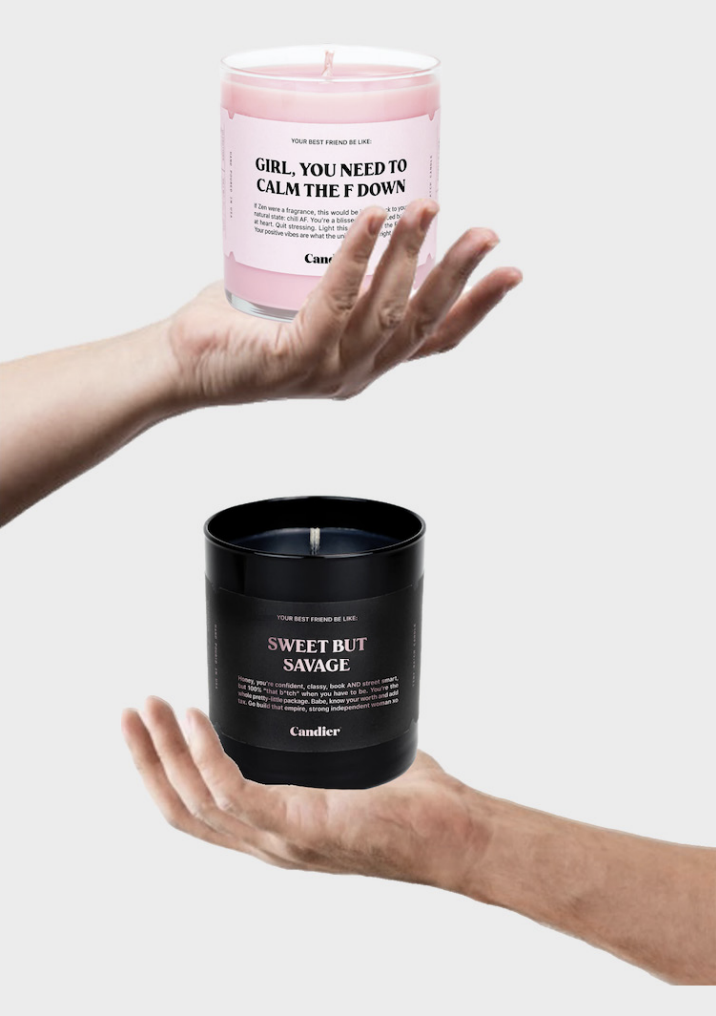 YOUR BEST FRIEND BE LIKE:
GIRL, YOU NEED TO
CALM THE F DOWN
If Zen were a fragrance, this would be
natural state: chill AF. You're a
at heart. Quit stressing. Light this the
Your positive vibes are what the
YOUR BEST FRIEND BE LIKE:
SWEET BUT
SAVAGE
Honey, you're confident, classy, book AND street smart,
but 100% "that b*tch" when you have to be. You're the
whole pretty-little package. Babe, know your worth and add
tax. Go build that empire, strong independent woman xo
Candier